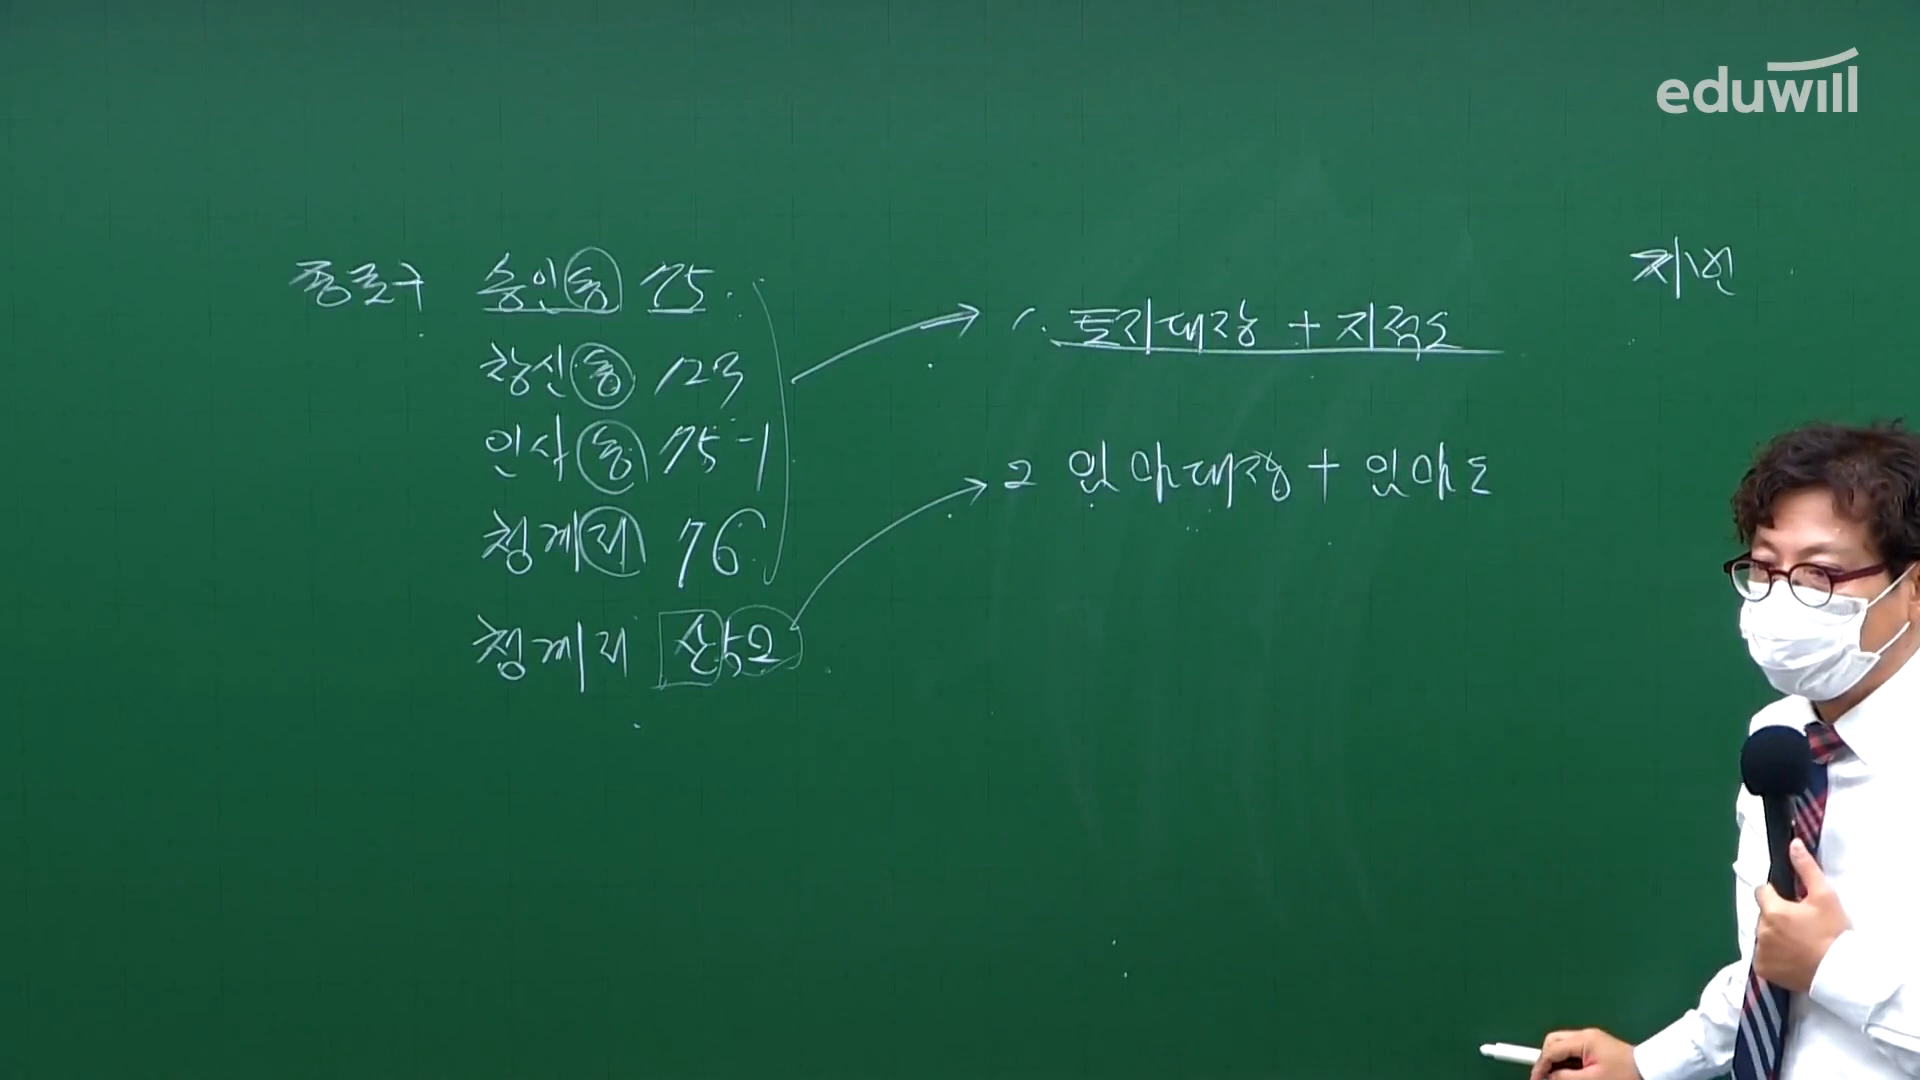 eduwill
지번
종로구 숭인동 75
창신동 123
인사동 75-1
청계리 76
청계리 산52
1. 토지대장 + 지적도
2 임야대장 + 임야도